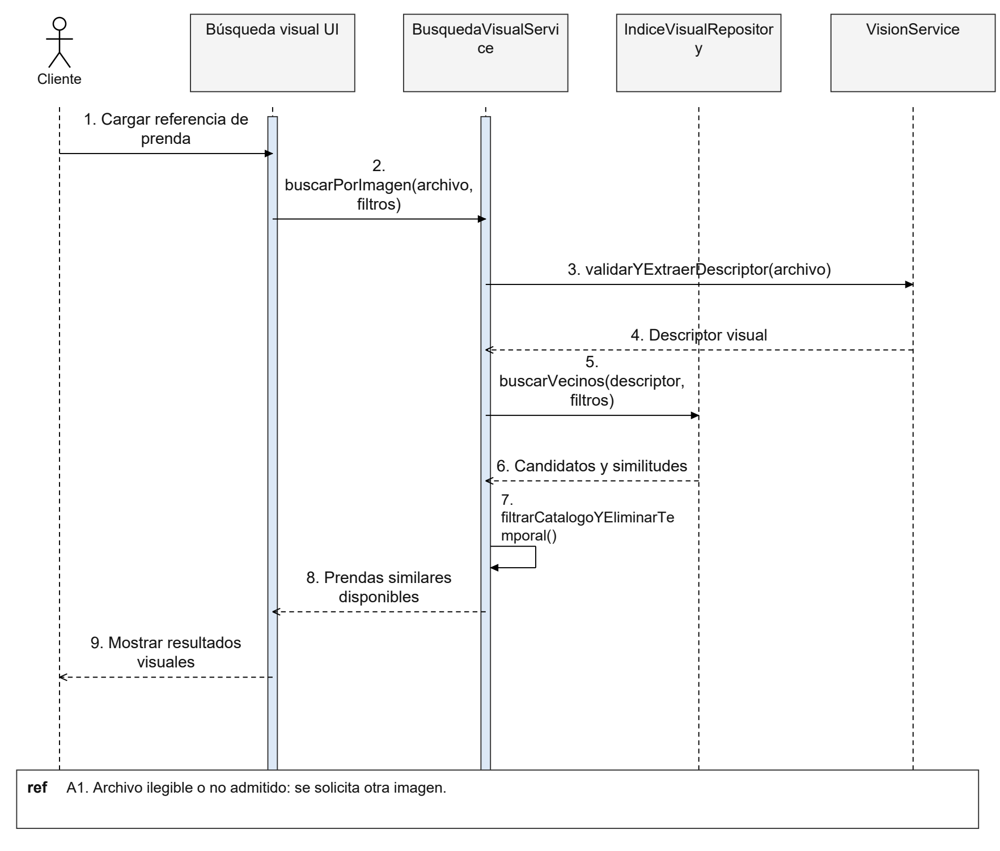 Cliente
Búsqueda visual UI
BusquedaVisualServi
ce
IndiceVisualRepositor
y
VisionService
1. Cargar referencia de
prenda
2.
buscarPorImagen(archivo,
filtros)
3. validarYExtraerDescriptor(archivo)
4. Descriptor visual
5.
buscarVecinos(descriptor,
filtros)
6. Candidatos y similitudes
7.
filtrarCatalogoYEliminarTe
mporal()
8. Prendas similares
disponibles
9. Mostrar resultados
visuales
ref A1. Archivo ilegible o no admitido: se solicita otra imagen.